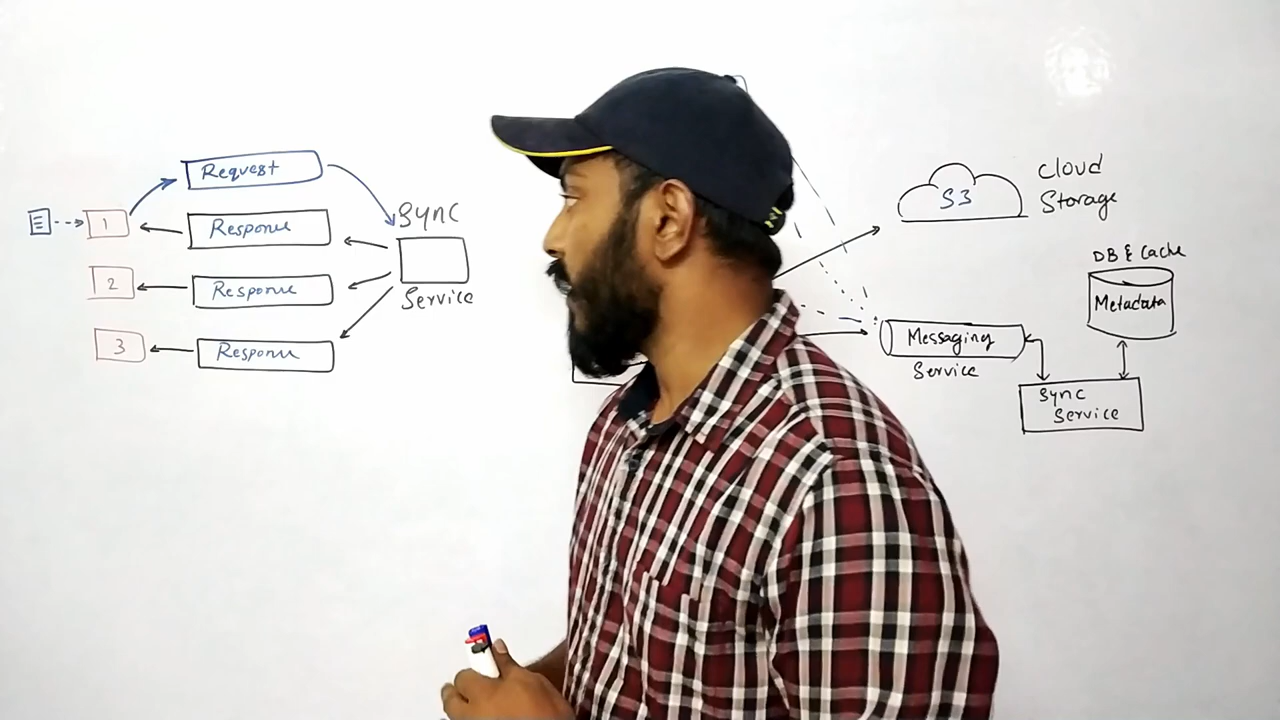 Request
1
Response
2
Response
3
Response
Sync
Service
S3
Cloud
Storage
DB & Cache
Metadata
Messaging
Service
Sync
Service